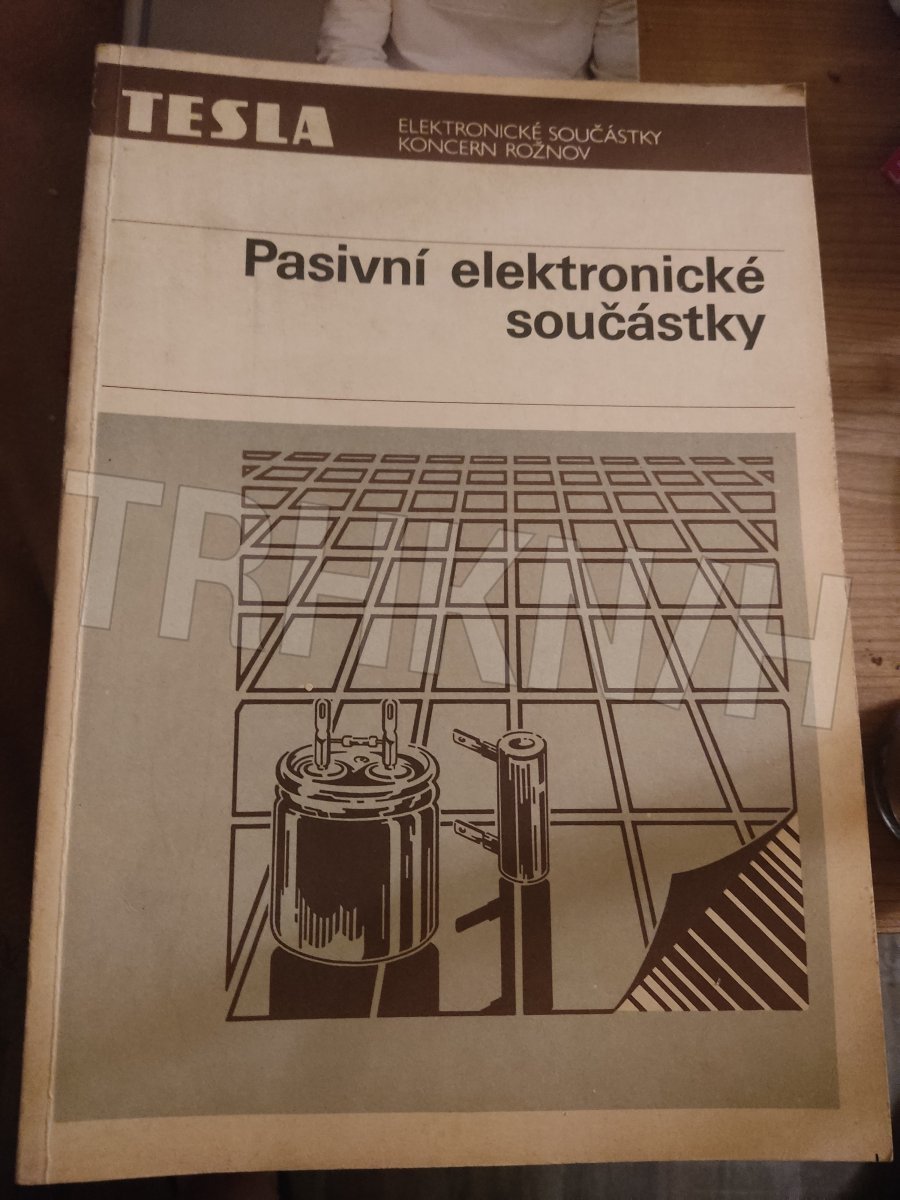 TESLA
ELEKTRONICKÉ SOUČÁSTKY
KONCERN ROŽNOV
Pasivní elektronické
součástky
TRHKNIH